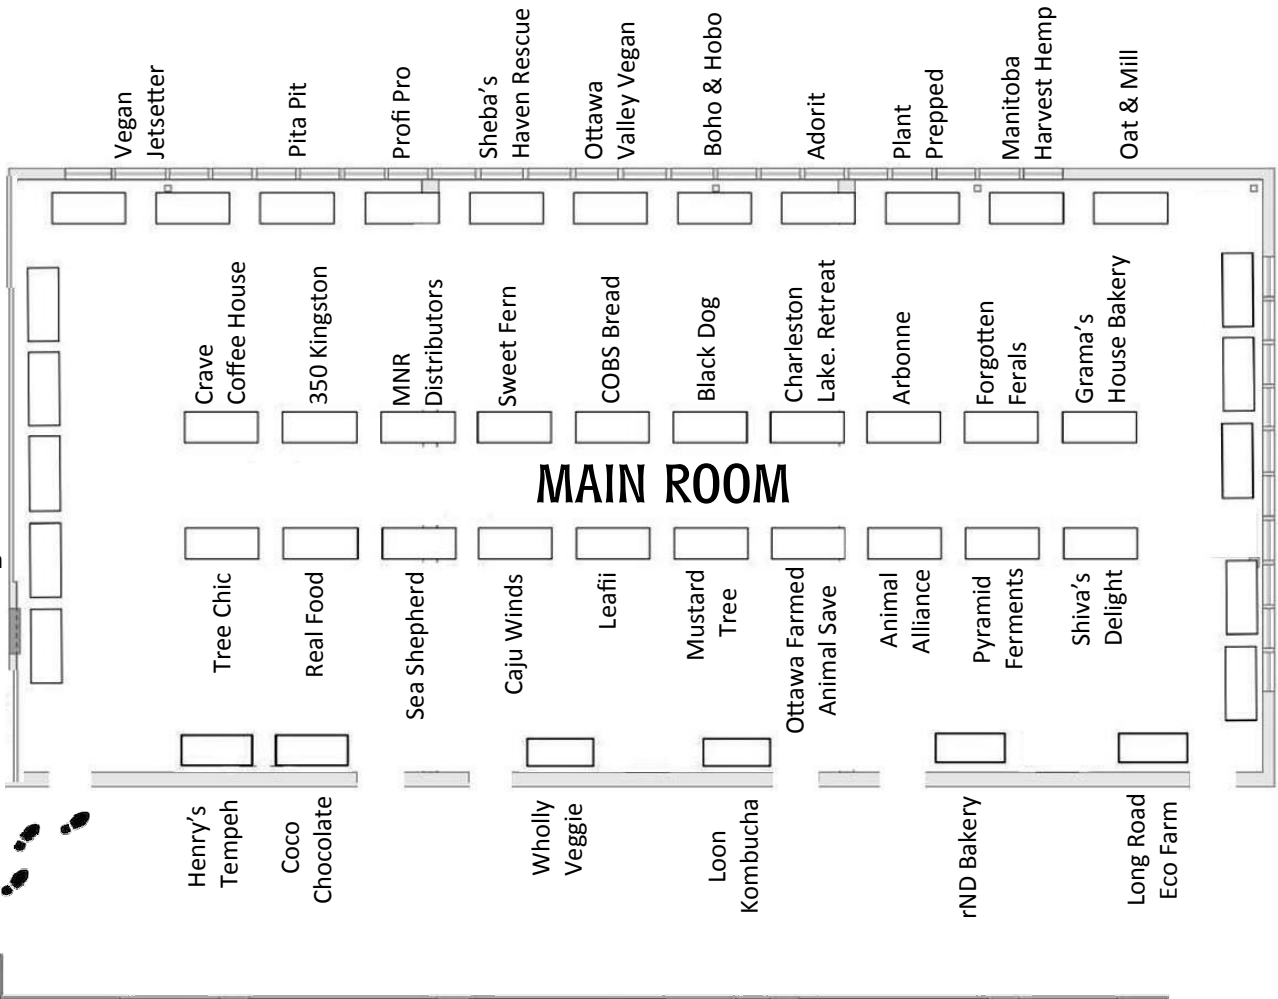 Vegan
Jetsetter
Pita Pit
Profi Pro
Sheba's
Haven Rescue
Ottawa
Valley Vegan
Boho & Hobo
Adorit
Plant
Prepped
Manitoba
Harvest Hemp
Oat & Mill
Crave
Coffee House
350 Kingston
MNR
Distributors
Sweet Fern
COBS Bread
Black Dog
Charleston
Lake. Retreat
Arbonne
Forgotten
Ferals
Grama's
House Bakery
MAIN ROOM
Tree Chic
Real Food
Sea Shepherd
Caju Winds
Leafii
Mustard
Tree
Ottawa Farmed
Animal Save
Animal
Alliance
Pyramid
Ferments
Shiva's
Delight
Henry's
Tempeh
Coco
Chocolate
Wholly
Veggie
Loon
Kombucha
rND Bakery
Long Road
Eco Farm